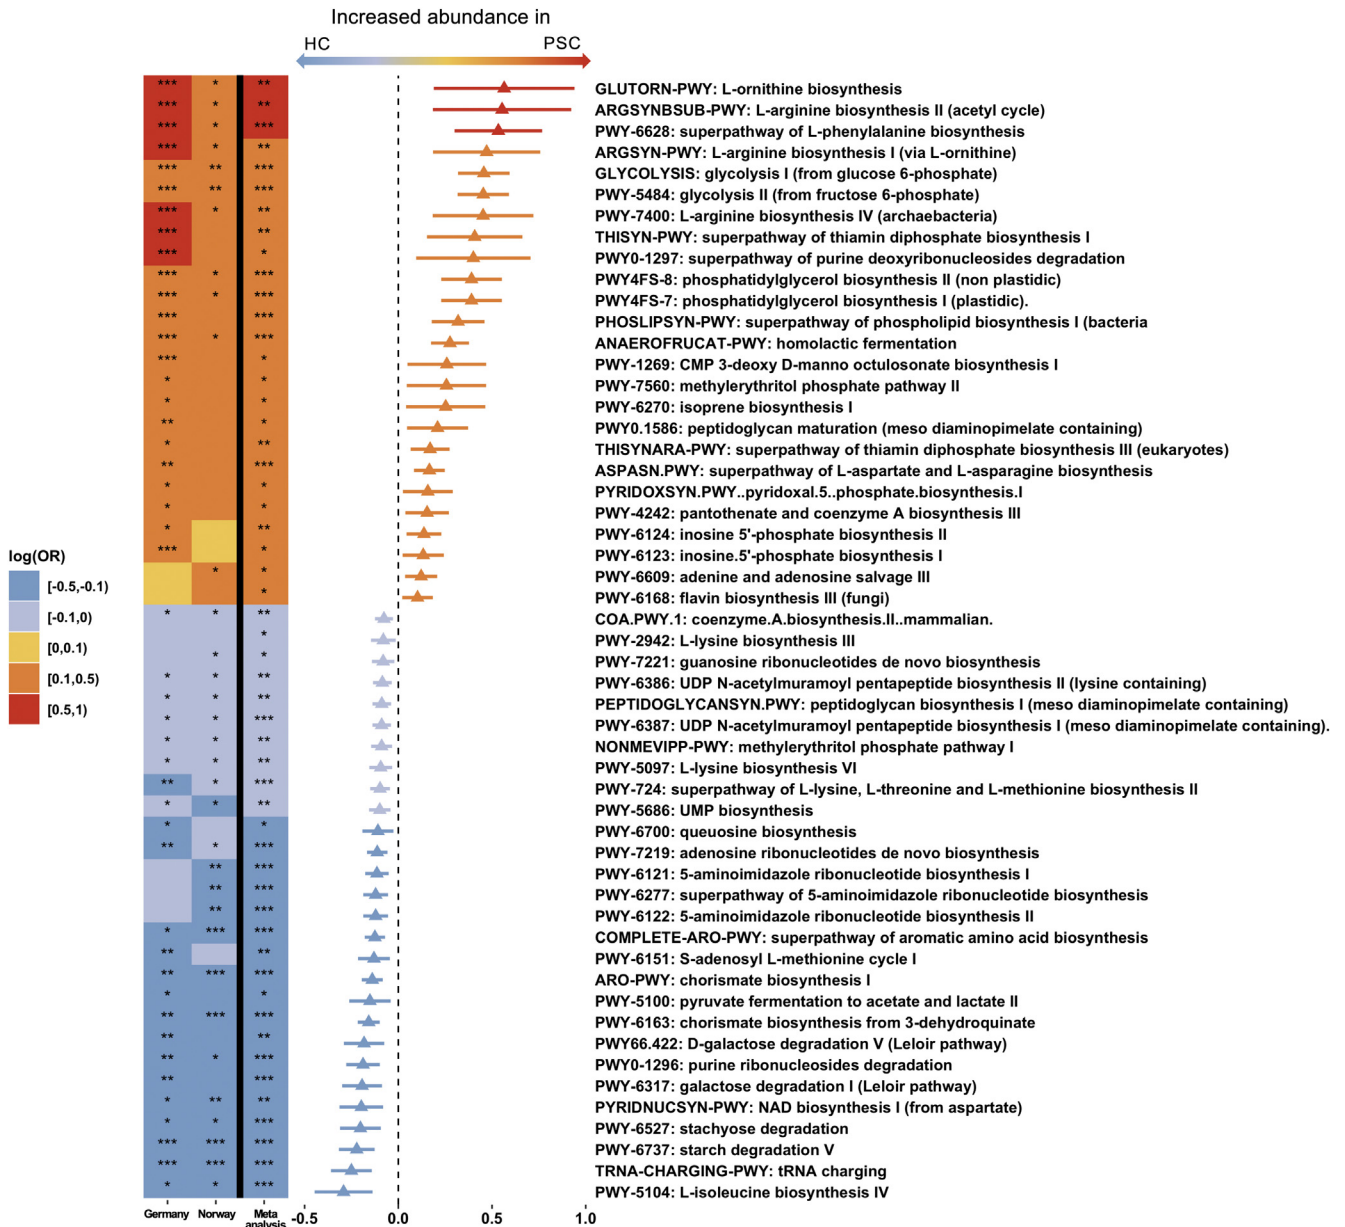 Increased abundance in
HC PSC
*** * ** GLUTORN-PWY: L-ornithine biosynthesis
*** * ** ARGSYNBSUB-PWY: L-arginine biosynthesis II (acetyl cycle)
*** * *** PWY-6628: superpathway of L-phenylalanine biosynthesis
*** * ** ARGSYN-PWY: L-arginine biosynthesis I (via L-ornithine)
*** ** *** GLYCOLYSIS: glycolysis I (from glucose 6-phosphate)
*** ** *** PWY-5484: glycolysis II (from fructose 6-phosphate)
*** * ** PWY-7400: L-arginine biosynthesis IV (archaebacteria)
*** ** THISYN-PWY: superpathway of thiamin diphosphate biosynthesis I
*** * PWY0-1297: superpathway of purine deoxyribonucleosides degradation
*** * *** PWY4FS-8: phosphatidylglycerol biosynthesis II (non plastidic)
*** * *** PWY4FS-7: phosphatidylglycerol biosynthesis I (plastidic).
*** *** PHOSLIPSYN-PWY: superpathway of phospholipid biosynthesis I (bacteria
*** * *** ANAEROFRUCAT-PWY: homolactic fermentation
*** * PWY-1269: CMP 3-deoxy D-manno octulosonate biosynthesis I
* * PWY-7560: methylerythritol phosphate pathway II
* * PWY-6270: isoprene biosynthesis I
** * PWY0.1586: peptidoglycan maturation (meso diaminopimelate containing)
* ** THISYNARA-PWY: superpathway of thiamin diphosphate biosynthesis III (eukaryotes)
** *** ASPASN.PWY: superpathway of L-aspartate and L-asparagine biosynthesis
* * PYRIDOXSYN.PWY..pyridoxal.5..phosphate.biosynthesis.I
* * PWY-4242: pantothenate and coenzyme A biosynthesis III
* ** PWY-6124: inosine 5'-phosphate biosynthesis II
*** * PWY-6123: inosine.5'-phosphate biosynthesis I
* * PWY-6609: adenine and adenosine salvage III
* PWY-6168: flavin biosynthesis III (fungi)
* * ** COA.PWY.1: coenzyme.A.biosynthesis.II..mammalian.
* PWY-2942: L-lysine biosynthesis III
* * PWY-7221: guanosine ribonucleotides de novo biosynthesis
* * ** PWY-6386: UDP N-acetylmuramoyl pentapeptide biosynthesis II (lysine containing)
* * ** PEPTIDOGLYCANSYN.PWY: peptidoglycan biosynthesis I (meso diaminopimelate containing)
* * *** PWY-6387: UDP N-acetylmuramoyl pentapeptide biosynthesis I (meso diaminopimelate containing).
* * ** NONMEVIPP-PWY: methylerythritol phosphate pathway I
* * ** PWY-5097: L-lysine biosynthesis VI
** * *** PWY-724: superpathway of L-lysine, L-threonine and L-methionine biosynthesis II
* * ** PWY-5686: UMP biosynthesis
* * PWY-6700: queuosine biosynthesis
** * *** PWY-7219: adenosine ribonucleotides de novo biosynthesis
** *** PWY-6121: 5-aminoimidazole ribonucleotide biosynthesis I
** *** PWY-6277: superpathway of 5-aminoimidazole ribonucleotide biosynthesis
** *** PWY-6122: 5-aminoimidazole ribonucleotide biosynthesis II
* *** *** COMPLETE-ARO-PWY: superpathway of aromatic amino acid biosynthesis
** ** PWY-6151: S-adenosyl L-methionine cycle I
** *** *** ARO-PWY: chorismate biosynthesis I
* * PWY-5100: pyruvate fermentation to acetate and lactate II
** *** *** PWY-6163: chorismate biosynthesis from 3-dehydroquinate
** ** PWY66.422: D-galactose degradation V (Leloir pathway)
** * *** PWY0-1296: purine ribonucleosides degradation
** *** PWY-6317: galactose degradation I (Leloir pathway)
* ** ** PYRIDNUCSYN-PWY: NAD biosynthesis I (from aspartate)
* * *** PWY-6527: stachyose degradation
*** *** *** PWY-6737: starch degradation V
*** *** *** TRNA-CHARGING-PWY: tRNA charging
* * *** PWY-5104: L-isoleucine biosynthesis IV
log(OR)
[-0.5,-0.1)
[-0.1,0)
[0,0.1)
[0.1,0.5)
[0.5,1)
Germany Norway Meta
analysis
-0.5 0.0 0.5 1.0